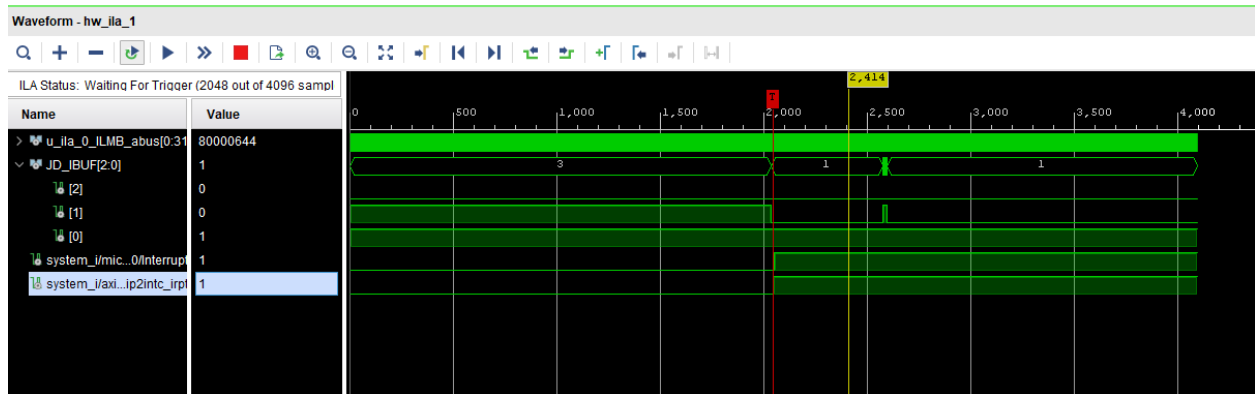 Waveform - hw_ila_1
ILA Status: Waiting For Trigger (2048 out of 4096 sampl
2,414
T
Name Value
0 500 1,000 1,500 2,000 2,500 3,000 3,500 4,000
u_ila_0_ILMB_abus[0:31 80000644
JD_IBUF[2:0] 1 3 1 1
[2] 0
[1] 0
[0] 1
system_i/mic...0/Interrupt 1
system_i/axi...ip2intc_irpt 1